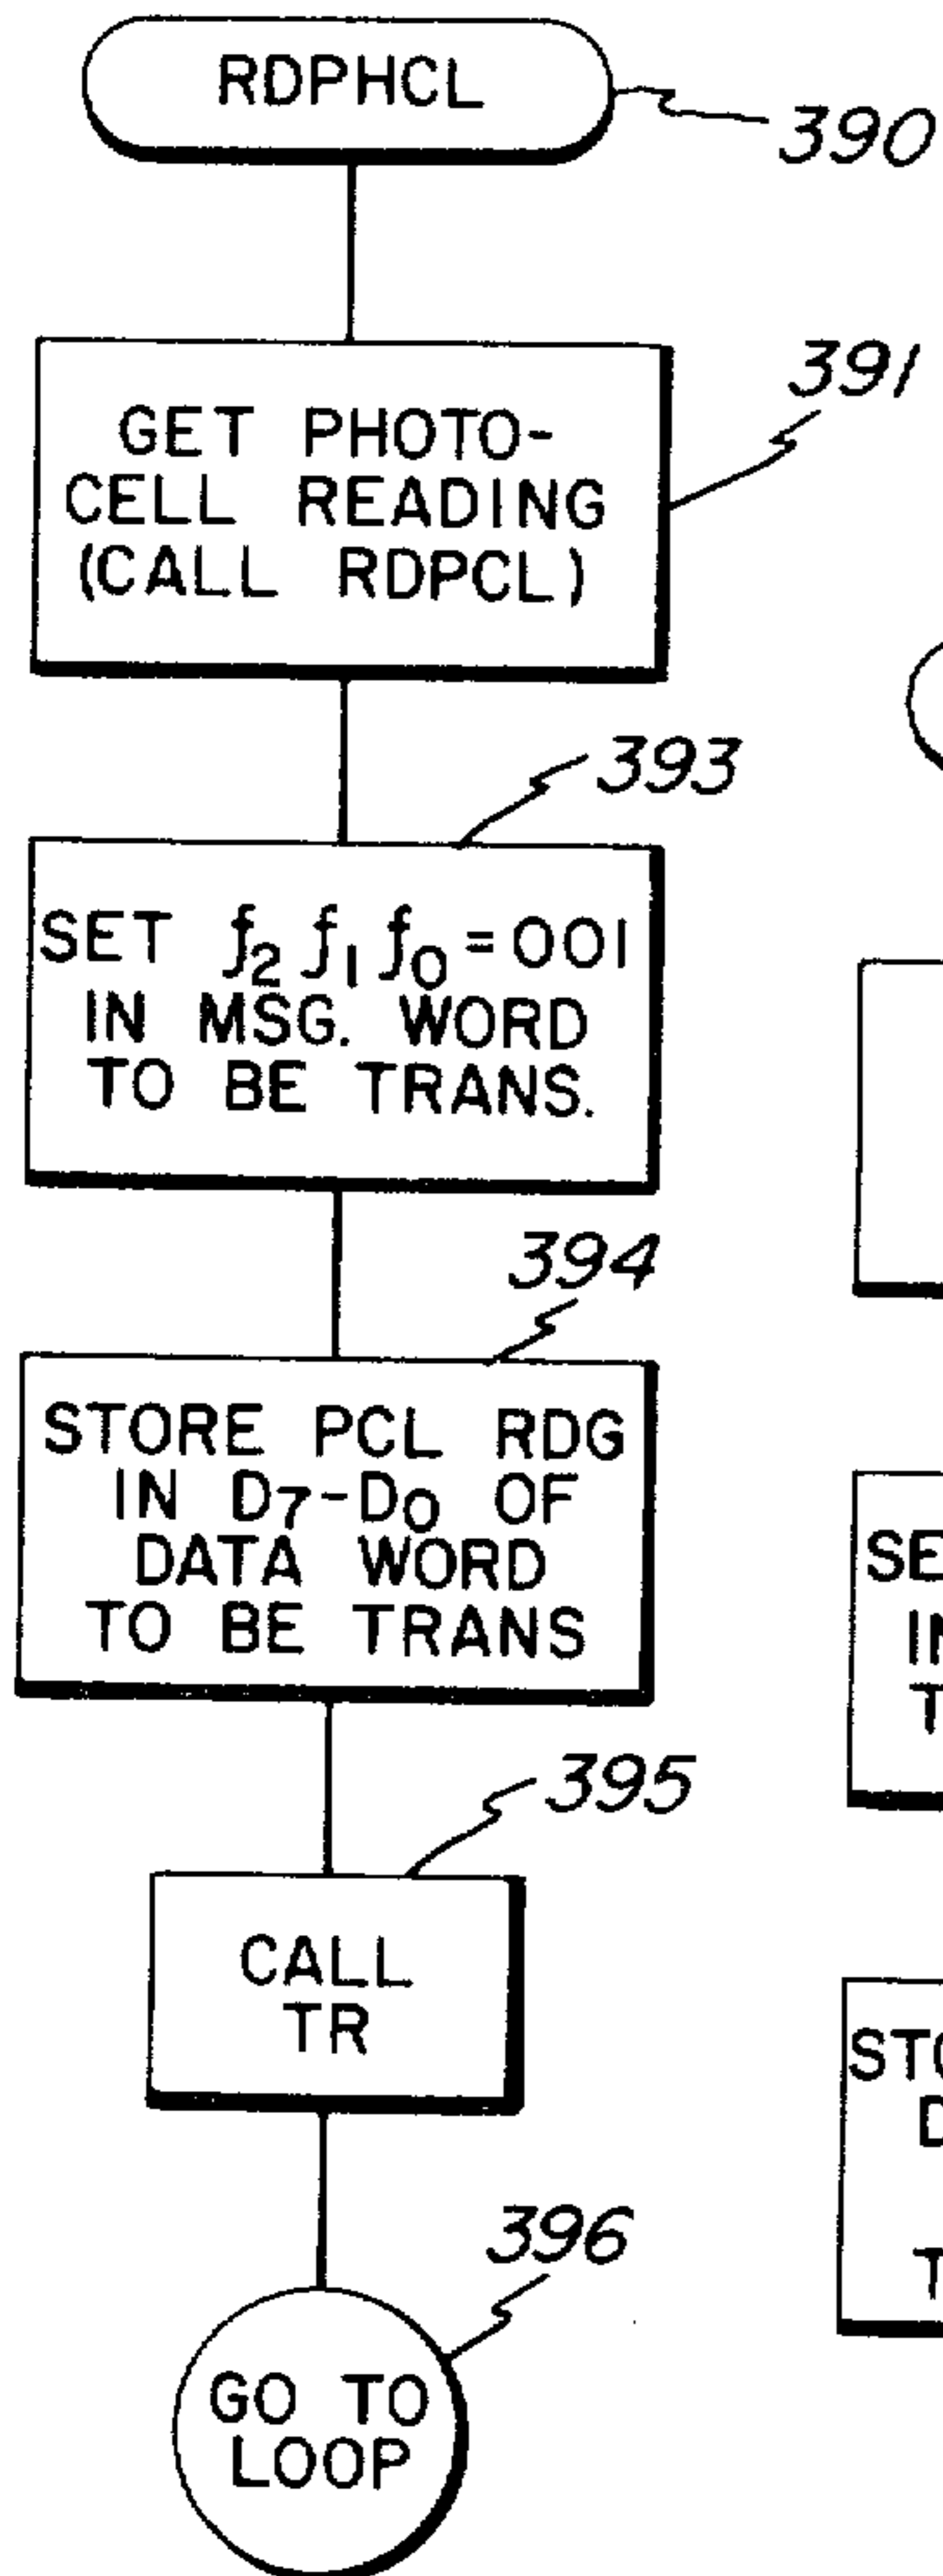 RDPHCL
390
391
GET PHOTO-
CELL READING
(CALL RDPCL)
393
SET f₂ f₁ f₀ = 001
IN MSG. WORD
TO BE TRANS.
394
STORE PCL RDG
IN D₇-D₀ OF
DATA WORD
TO BE TRANS
395
CALL
TR
396
GO TO
LOOP